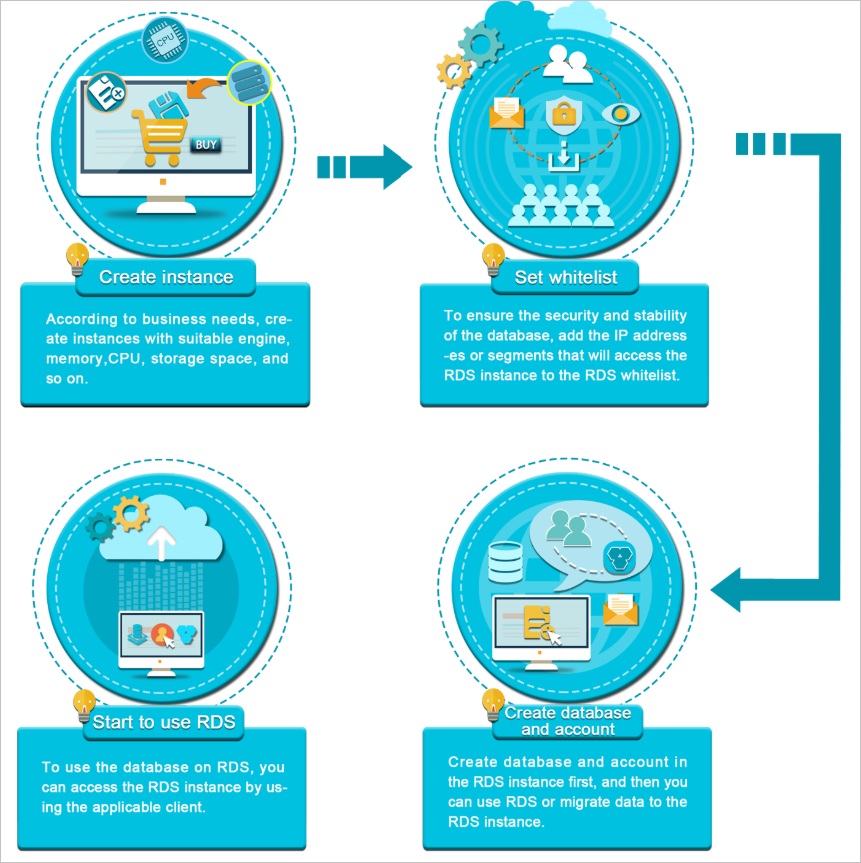 CPU
BUY
Create instance
According to business needs, cre-
ate instances with suitable engine,
memory,CPU, storage space, and
so on.
Set whitelist
To ensure the security and stability
of the database, add the IP address
-es or segments that will access the
RDS instance to the RDS whitelist.
Create database
and account
Create database and account in
the RDS instance first, and then you
can use RDS or migrate data to the
RDS instance.
Start to use RDS
To use the database on RDS, you
can access the RDS instance by us-
ing the applicable client.